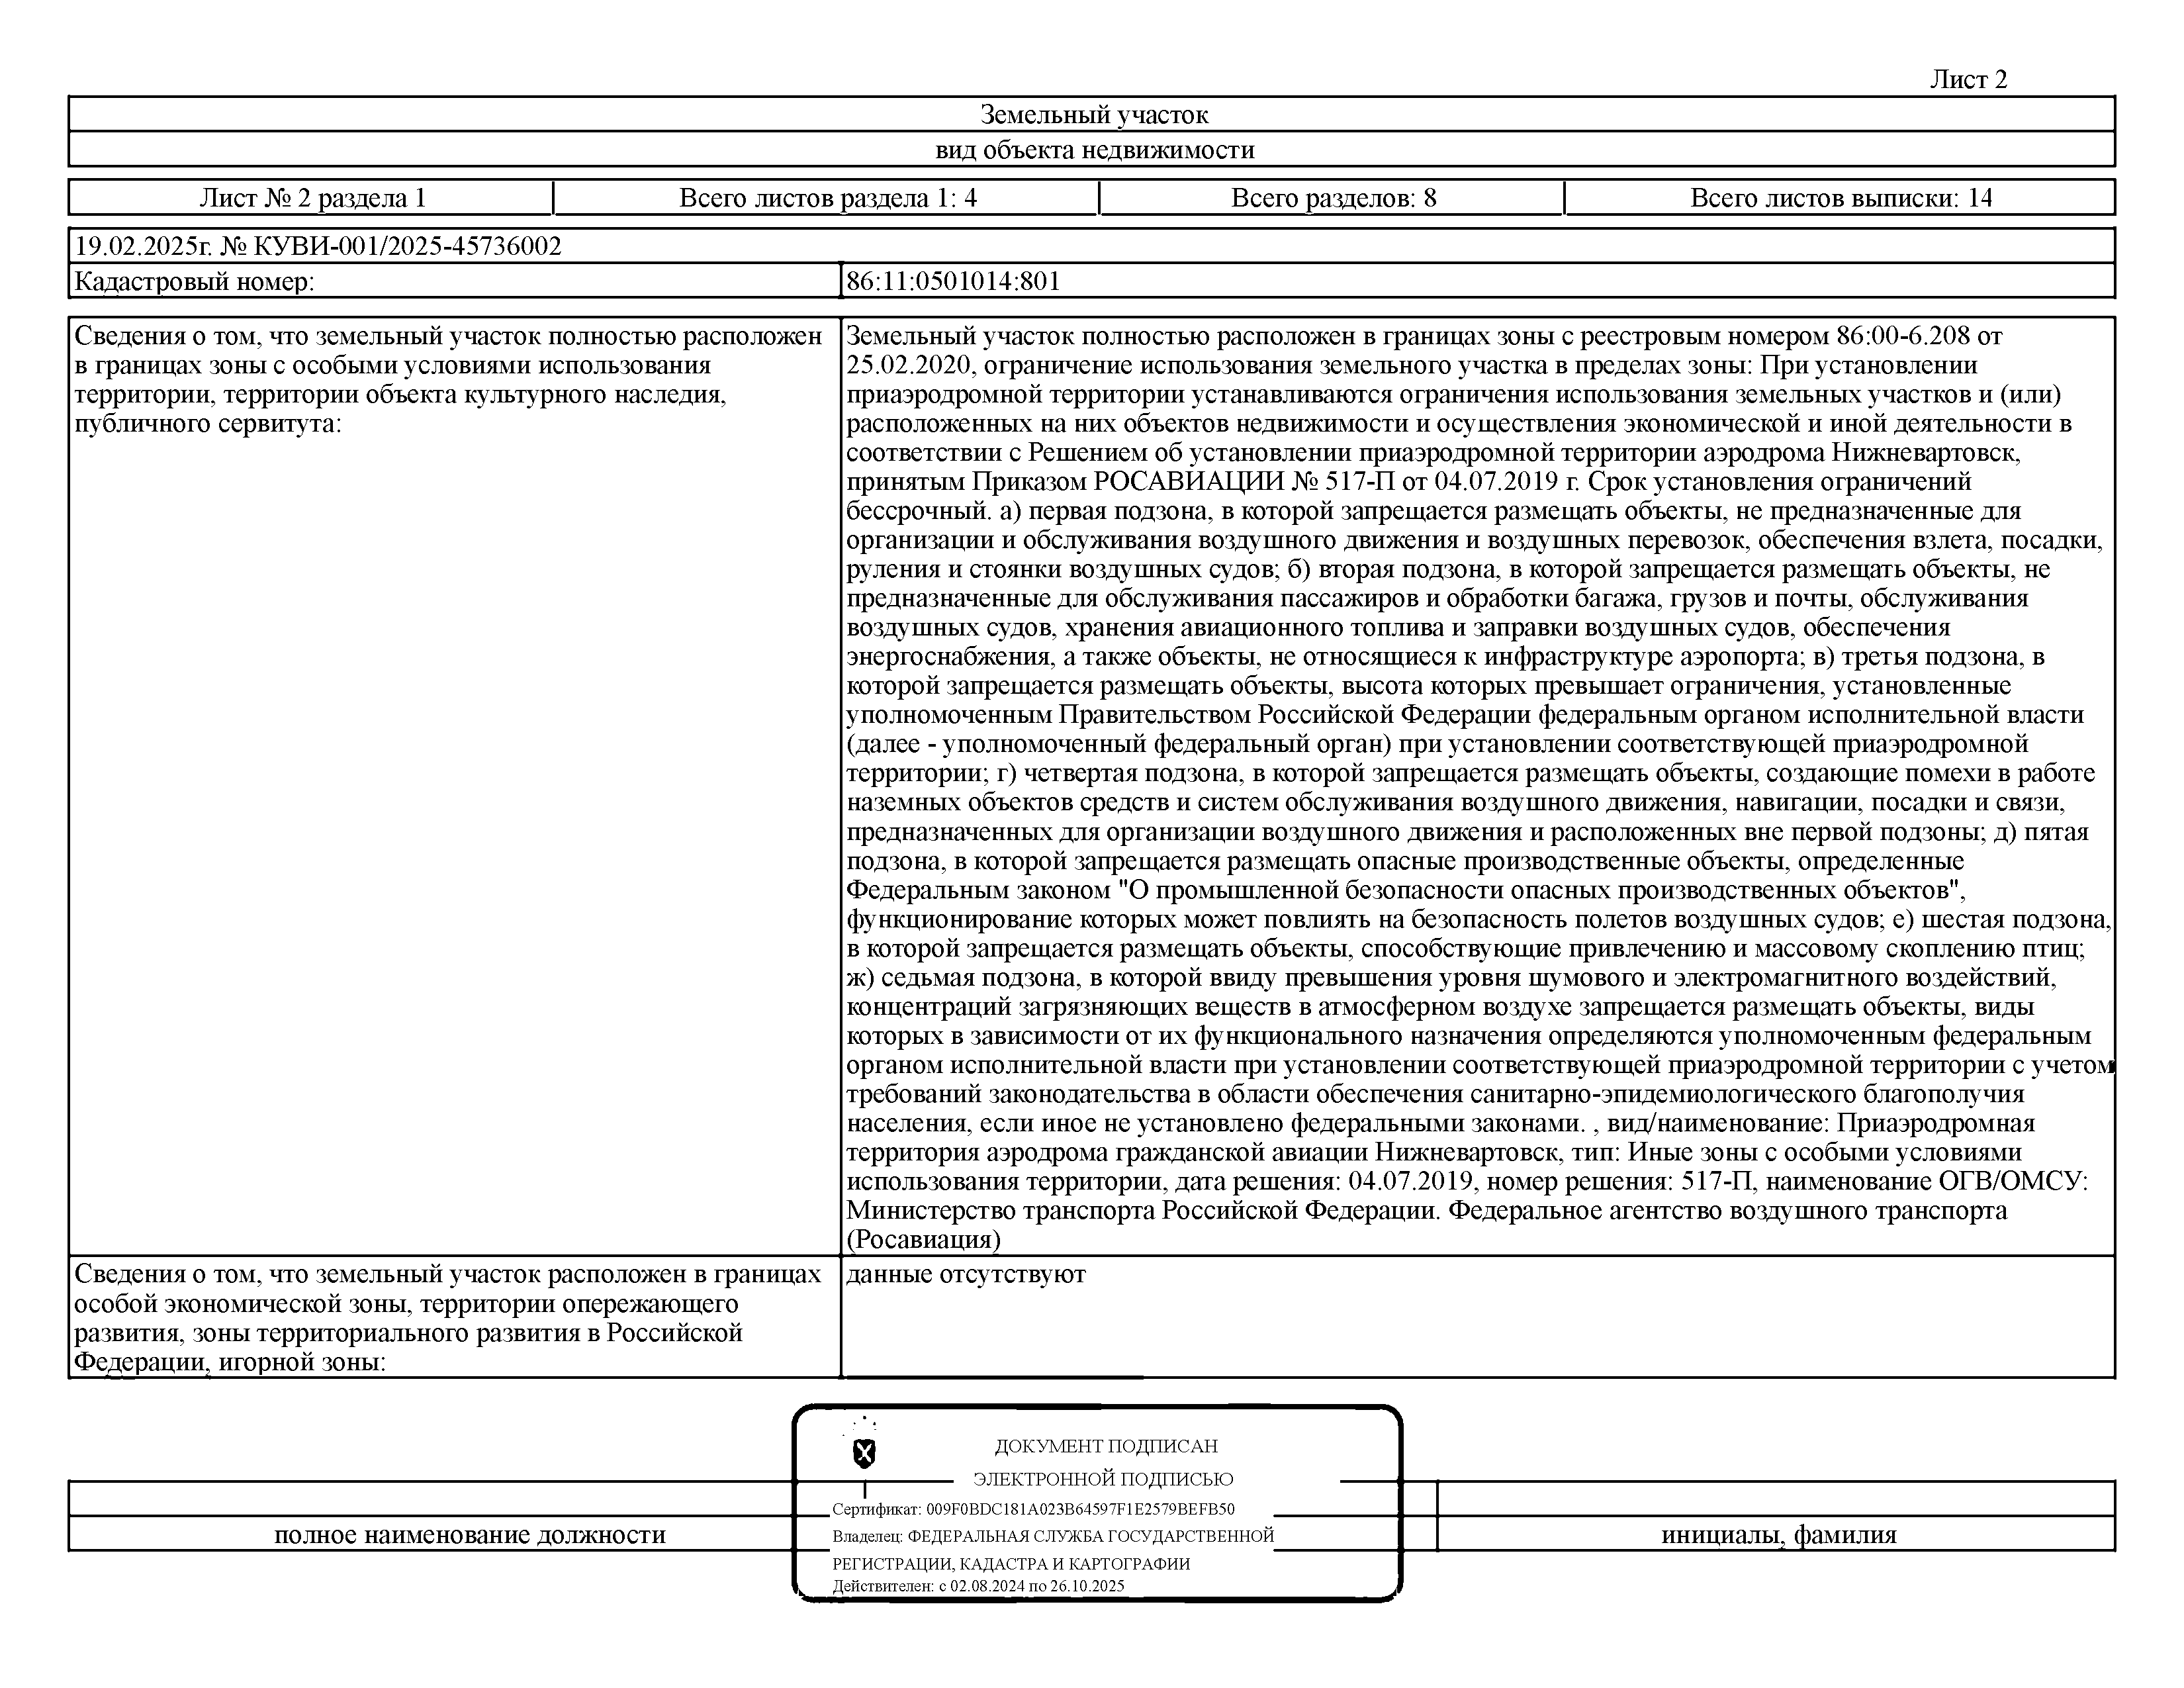 Лист 2
Земельный участок
вид объекта недвижимости
Лист № 2 раздела 1
Всего листов раздела 1: 4
Всего разделов: 8
Всего листов выписки: 14
19.02.2025г. № КУВИ-001/2025-45736002
Кадастровый номер:
86:11:0501014:801
Сведения о том, что земельный участок полностью расположен
в границах зоны с особыми условиями использования
территории, территории объекта культурного наследия,
публичного сервитута:
Земельный участок полностью расположен в границах зоны с реестровым номером 86:00-6.208 от
25.02.2020, ограничение использования земельного участка в пределах зоны: При установлении
приаэродромной территории устанавливаются ограничения использования земельных участков и (или)
расположенных на них объектов недвижимости и осуществления экономической и иной деятельности в
соответствии с Решением об установлении приаэродромной территории аэродрома Нижневартовск,
принятым Приказом РОСАВИАЦИИ № 517-П от 04.07.2019 г. Срок установления ограничений
бессрочный. а) первая подзона, в которой запрещается размещать объекты, не предназначенные для
организации и обслуживания воздушного движения и воздушных перевозок, обеспечения взлета, посадки,
руления и стоянки воздушных судов; б) вторая подзона, в которой запрещается размещать объекты, не
предназначенные для обслуживания пассажиров и обработки багажа, грузов и почты, обслуживания
воздушных судов, хранения авиационного топлива и заправки воздушных судов, обеспечения
энергоснабжения, а также объекты, не относящиеся к инфраструктуре аэропорта; в) третья подзона, в
которой запрещается размещать объекты, высота которых превышает ограничения, установленные
уполномоченным Правительством Российской Федерации федеральным органом исполнительной власти
(далее - уполномоченный федеральный орган) при установлении соответствующей приаэродромной
территории; г) четвертая подзона, в которой запрещается размещать объекты, создающие помехи в работе
наземных объектов средств и систем обслуживания воздушного движения, навигации, посадки и связи,
предназначенных для организации воздушного движения и расположенных вне первой подзоны; д) пятая
подзона, в которой запрещается размещать опасные производственные объекты, определенные
Федеральным законом "О промышленной безопасности опасных производственных объектов",
функционирование которых может повлиять на безопасность полетов воздушных судов; е) шестая подзона,
в которой запрещается размещать объекты, способствующие привлечению и массовому скоплению птиц;
ж) седьмая подзона, в которой ввиду превышения уровня шумового и электромагнитного воздействий,
концентраций загрязняющих веществ в атмосферном воздухе запрещается размещать объекты, виды
которых в зависимости от их функционального назначения определяются уполномоченным федеральным
органом исполнительной власти при установлении соответствующей приаэродромной территории с учетом
требований законодательства в области обеспечения санитарно-эпидемиологического благополучия
населения, если иное не установлено федеральными законами. , вид/наименование: Приаэродромная
территория аэродрома гражданской авиации Нижневартовск, тип: Иные зоны с особыми условиями
использования территории, дата решения: 04.07.2019, номер решения: 517-П, наименование ОГВ/ОМСУ:
Министерство транспорта Российской Федерации. Федеральное агентство воздушного транспорта
(Росавиация)
Сведения о том, что земельный участок расположен в границах
особой экономической зоны, территории опережающего
развития, зоны территориального развития в Российской
Федерации, игорной зоны:
данные отсутствуют
ДОКУМЕНТ ПОДПИСАН
ЭЛЕКТРОННОЙ ПОДПИСЬЮ
Сертификат: 009F0BDC181A023B64597F1E2579BEFB50
Владелец: ФЕДЕРАЛЬНАЯ СЛУЖБА ГОСУДАРСТВЕННОЙ
РЕГИСТРАЦИИ, КАДАСТРА И КАРТОГРАФИИ
Действителен: с 02.08.2024 по 26.10.2025
полное наименование должности
инициалы, фамилия